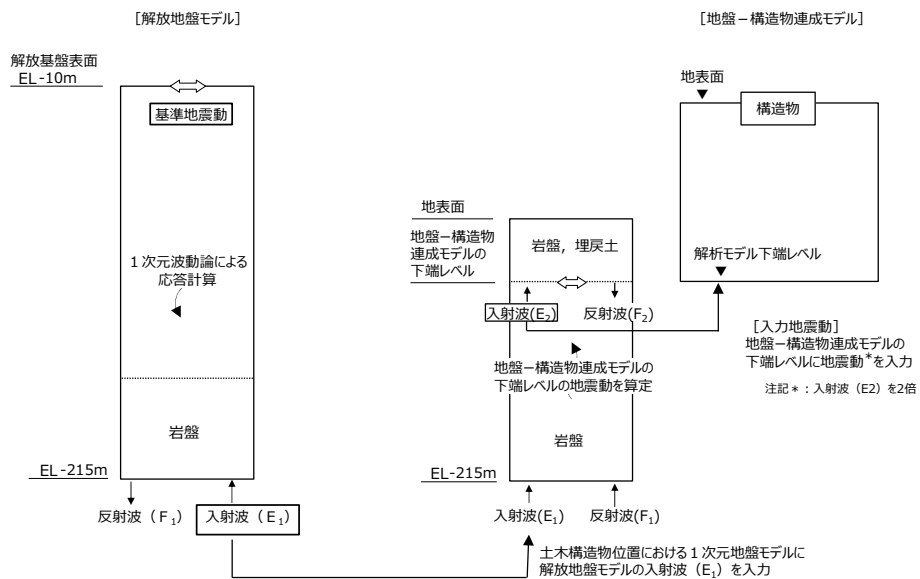 [解放地盤モデル]
解放基盤表面
EL-10m
基準地震動
1次元波動論による
応答計算
岩盤
EL-215m
反射波(F1)
入射波(E1)
地表面
地盤－構造物
連成モデルの
下端レベル
岩盤，埋戻土
入射波(E2)
反射波(F2)
地盤－構造物連成モデルの
下端レベルの地震動を算定
岩盤
EL-215m
入射波(E1)
反射波(F1)
土木構造物位置における1次元地盤モデルに
解放地盤モデルの入射波（E1）を入力
[地盤－構造物連成モデル]
地表面
構造物
解析モデル下端レベル
[入力地震動]
地盤－構造物連成モデルの
下端レベルに地震動*を入力
注記＊：入射波（E2）を2倍